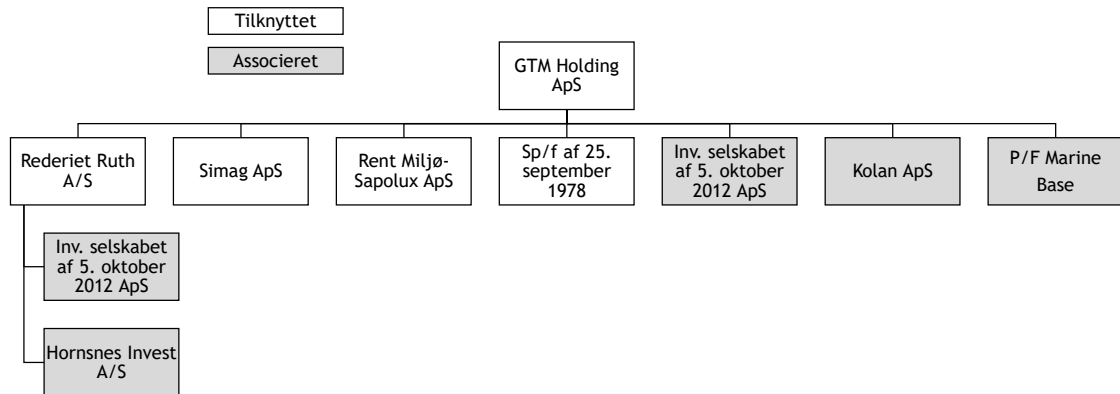 Tilknyttet
Associeret
GTM Holding
ApS
Rederiet Ruth
A/S
Simag ApS
Rent Miljø-
Sapolux ApS
Sp/f af 25.
september
1978
Inv. selskabet
af 5. oktober
2012 ApS
Kolan ApS
P/F Marine
Base
Inv. selskabet
af 5. oktober
2012 ApS
Hornsnes Invest
A/S